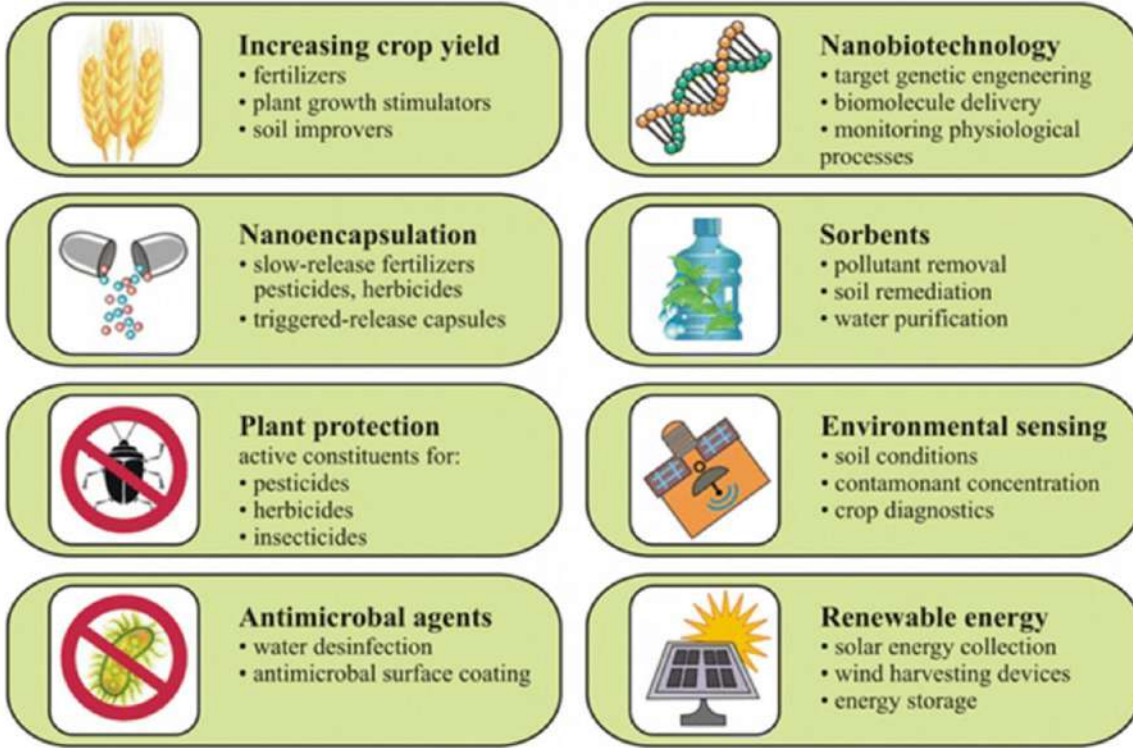 Increasing crop yield
• fertilizers
• plant growth stimulators
• soil improvers
Nanobiotechnology
• target genetic engeneering
• biomolecule delivery
• monitoring physiological
processes
Nanoencapsulation
• slow-release fertilizers
pesticides, herbicides
• triggered-release capsules
Sorbents
• pollutant removal
• soil remediation
• water purification
Plant protection
active constituents for:
• pesticides
• herbicides
• insecticides
Environmental sensing
• soil conditions
• contamonant concentration
• crop diagnostics
Antimicrobial agents
• water desinfection
• antimicrobial surface coating
Renewable energy
• solar energy collection
• wind harvesting devices
• energy storage